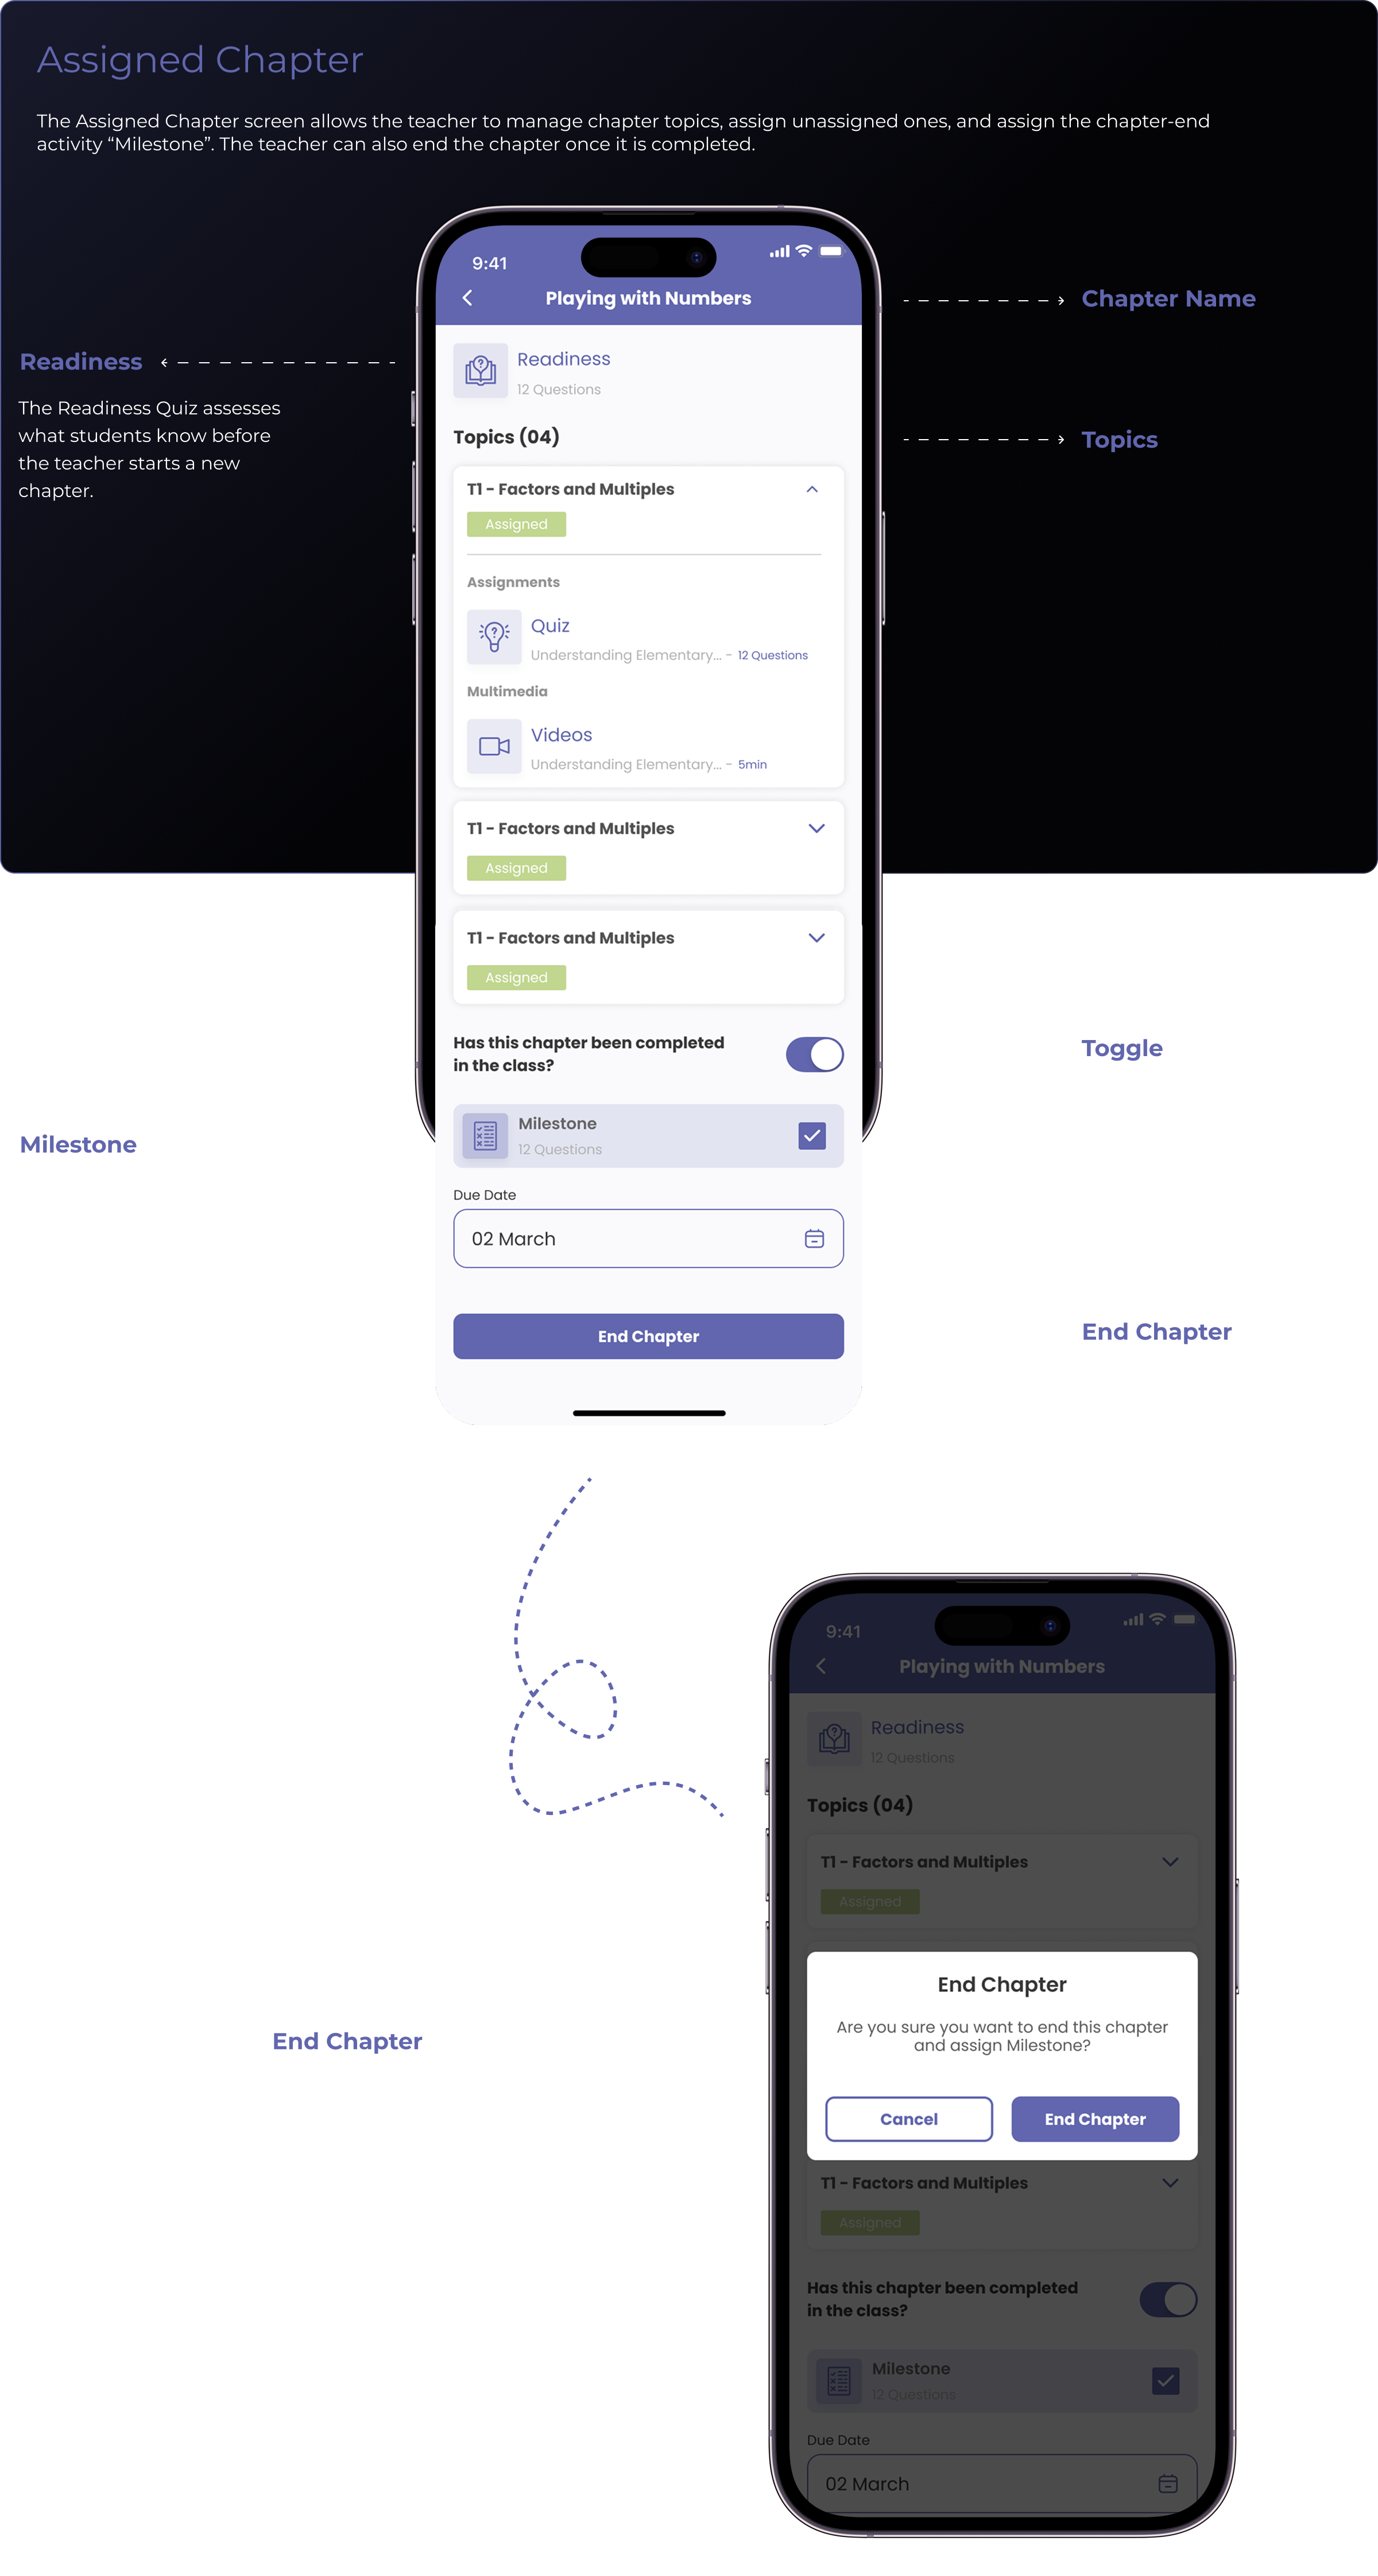 Assigned Chapter
The Assigned Chapter screen allows the teacher to manage chapter topics, assign unassigned ones, and assign the chapter-end
activity “Milestone”. The teacher can also end the chapter once it is completed.
9:41
Playing with Numbers
Chapter Name
Readiness
The Readiness Quiz assesses
what students know before
the teacher starts a new
chapter.
Readiness
12 Questions
Topics (04)
Topics
T1 - Factors and Multiples
Assigned
Assignments
Quiz
Understanding Elementary... - 12 Questions
Multimedia
Videos
Understanding Elementary... - 5min
T1 - Factors and Multiples
Assigned
T1 - Factors and Multiples
Assigned
Has this chapter been completed
in the class?
Toggle
Milestone
Milestone
12 Questions
Due Date
02 March
End Chapter
End Chapter
9:41
Playing with Numbers
Readiness
12 Questions
Topics (04)
T1 - Factors and Multiples
Assigned
End Chapter
End Chapter
Are you sure you want to end this chapter
and assign Milestone?
Cancel
End Chapter
T1 - Factors and Multiples
Assigned
Has this chapter been completed
in the class?
Milestone
12 Questions
Due Date
02 March